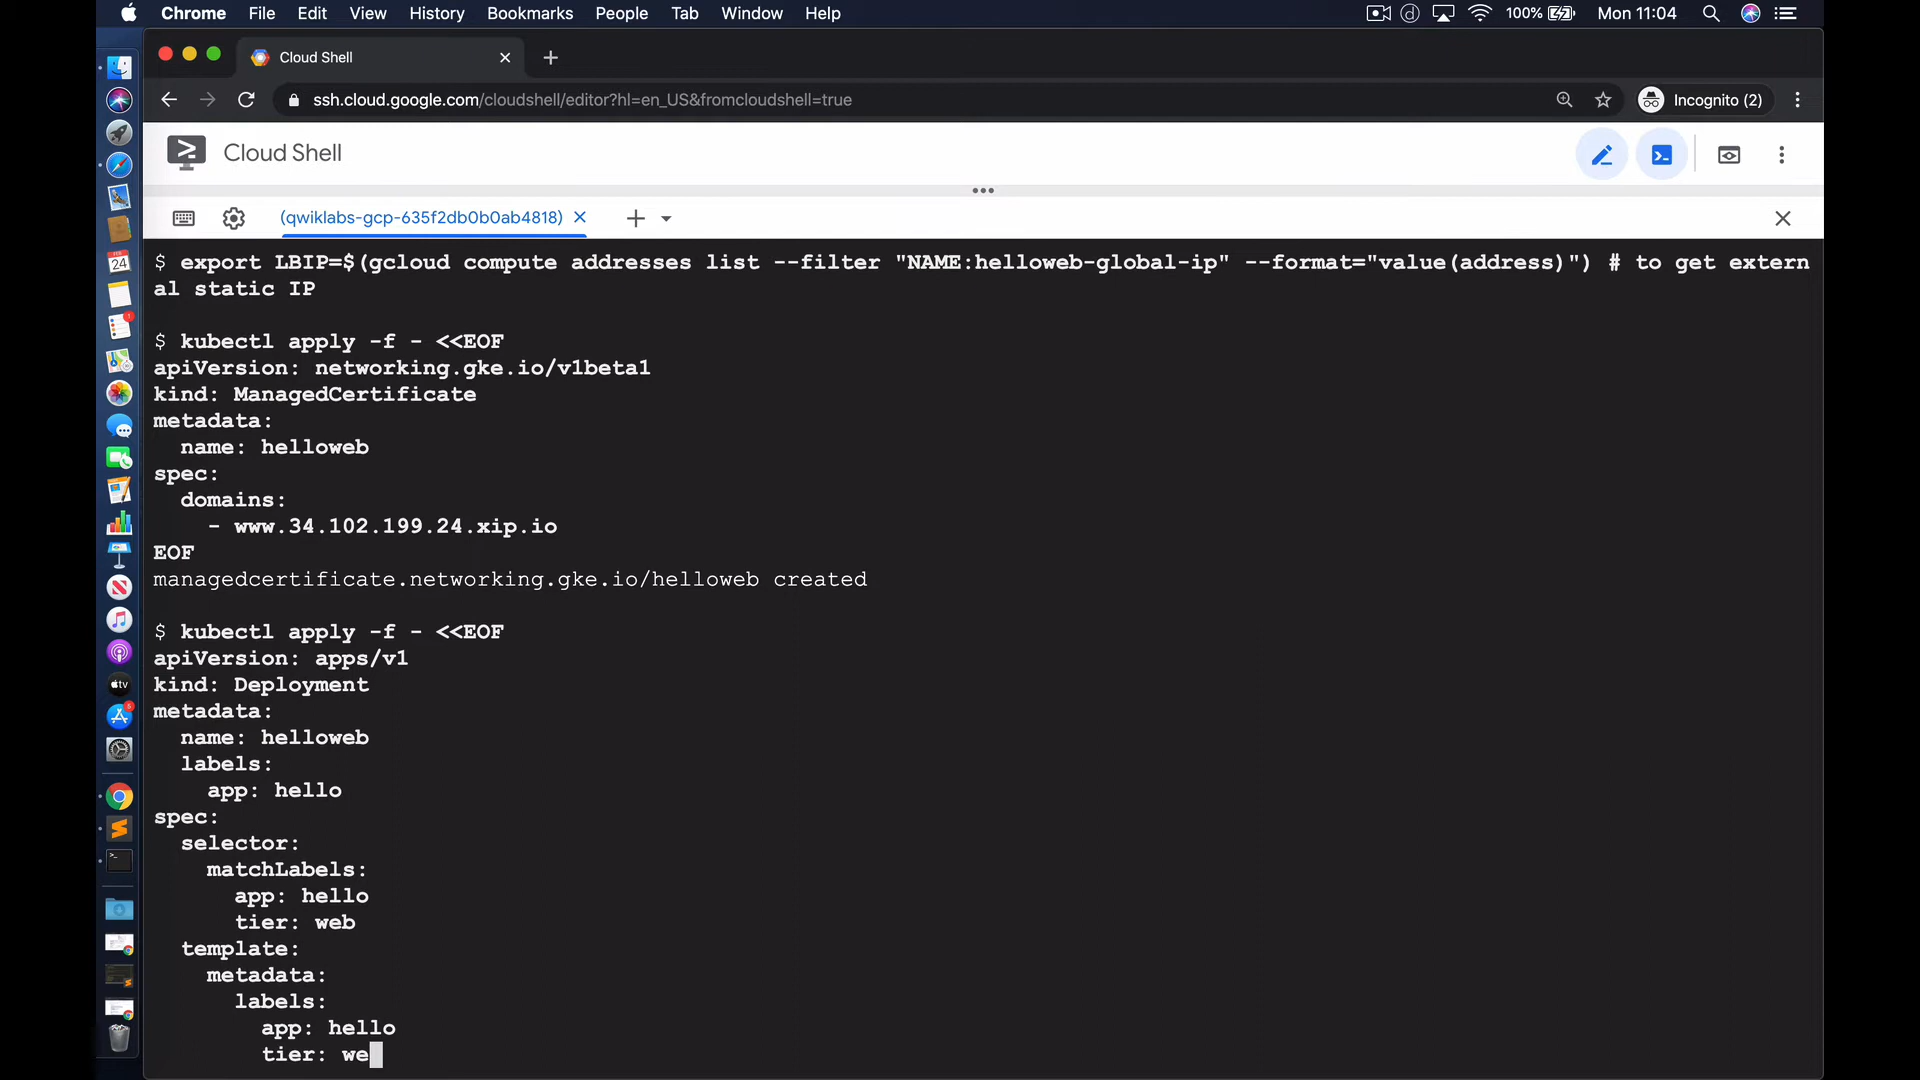 Chrome File Edit View History Bookmarks People Tab Window Help 100% Mon 11:04
Cloud Shell
ssh.cloud.google.com/cloudshell/editor?hl=en_US&fromcloudshell=true Incognito (2)
Cloud Shell
(qwiklabs-gcp-635f2db0b0ab4818)
$ export LBIP=$(gcloud compute addresses list --filter "NAME:helloweb-global-ip" --format="value(address)") # to get extern
al static IP
$ kubectl apply -f - <<EOF
apiVersion: networking.gke.io/v1beta1
kind: ManagedCertificate
metadata:
  name: helloweb
spec:
  domains:
    - www.34.102.199.24.xip.io
EOF
managedcertificate.networking.gke.io/helloweb created
$ kubectl apply -f - <<EOF
apiVersion: apps/v1
kind: Deployment
metadata:
  name: helloweb
  labels:
    app: hello
spec:
  selector:
    matchLabels:
      app: hello
      tier: web
  template:
    metadata:
      labels:
        app: hello
        tier: we